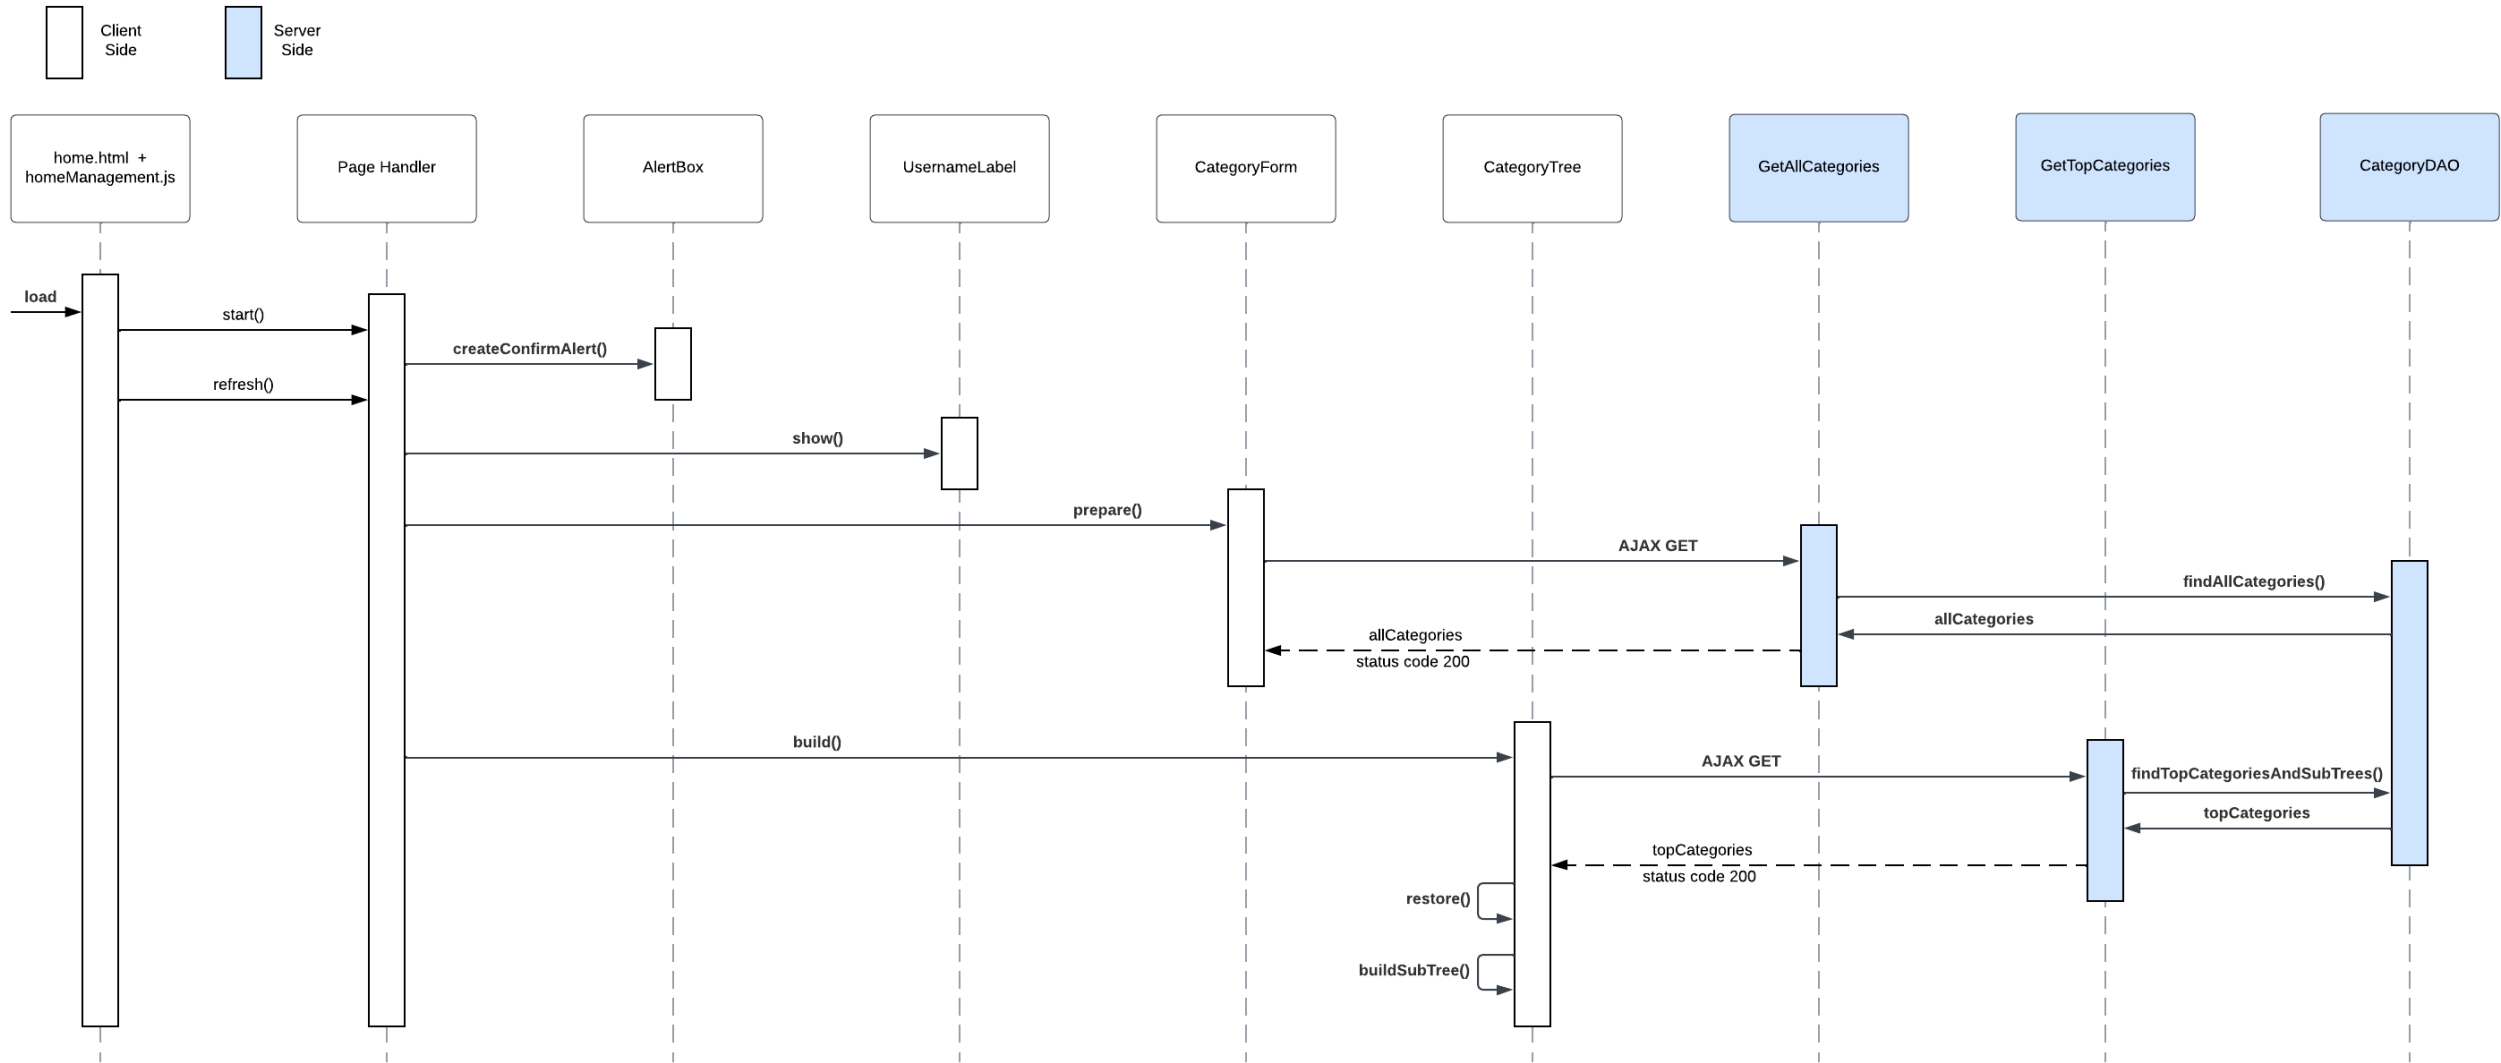 Client
Side
Server
Side
home.html +
homeManagement.js
Page Handler
AlertBox
UsernameLabel
CategoryForm
CategoryTree
GetAllCategories
GetTopCategories
CategoryDAO
load
start()
createConfirmAlert()
refresh()
show()
prepare()
AJAX GET
findAllCategories()
allCategories
allCategories
status code 200
build()
AJAX GET
findTopCategoriesAndSubTrees()
topCategories
topCategories
status code 200
restore()
buildSubTree()